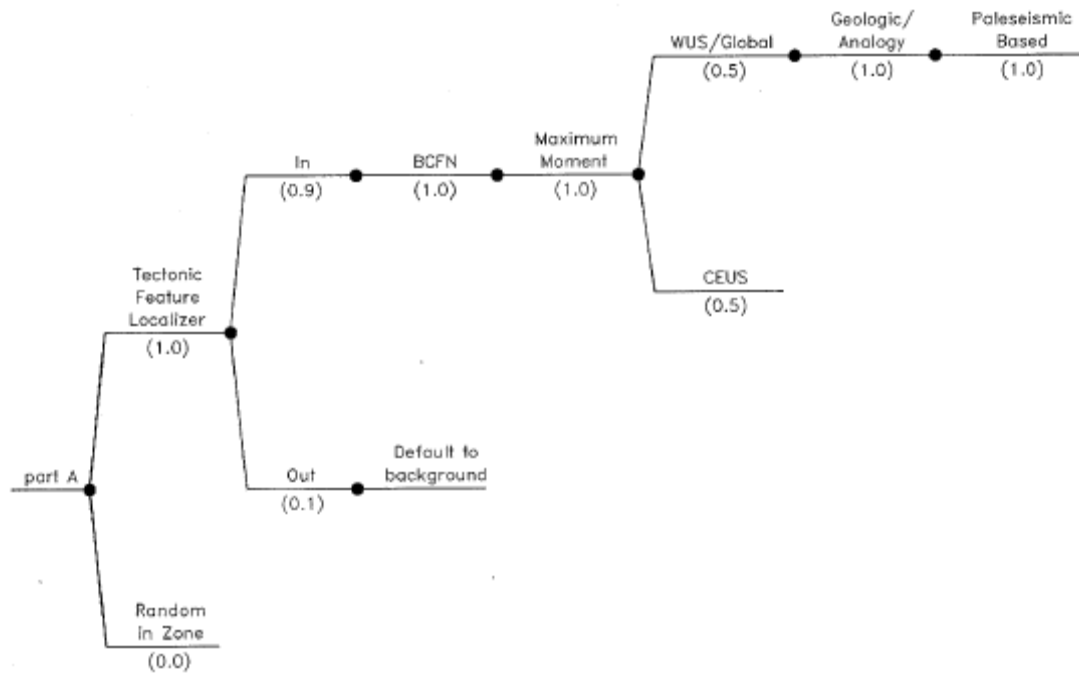 Geologic/
Paleseismic
WUS/Global
Analogy
Based
(0.5)
(1.0)
(1.0)
Maximum
In
BCFN
Moment
(0.9)
(1.0)
(1.0)
Tectonic
Feature
Localizer
(1.0)
CEUS
(0.5)
Default to
part A
Out
background
(0.1)
Random
in Zone
(0.0)